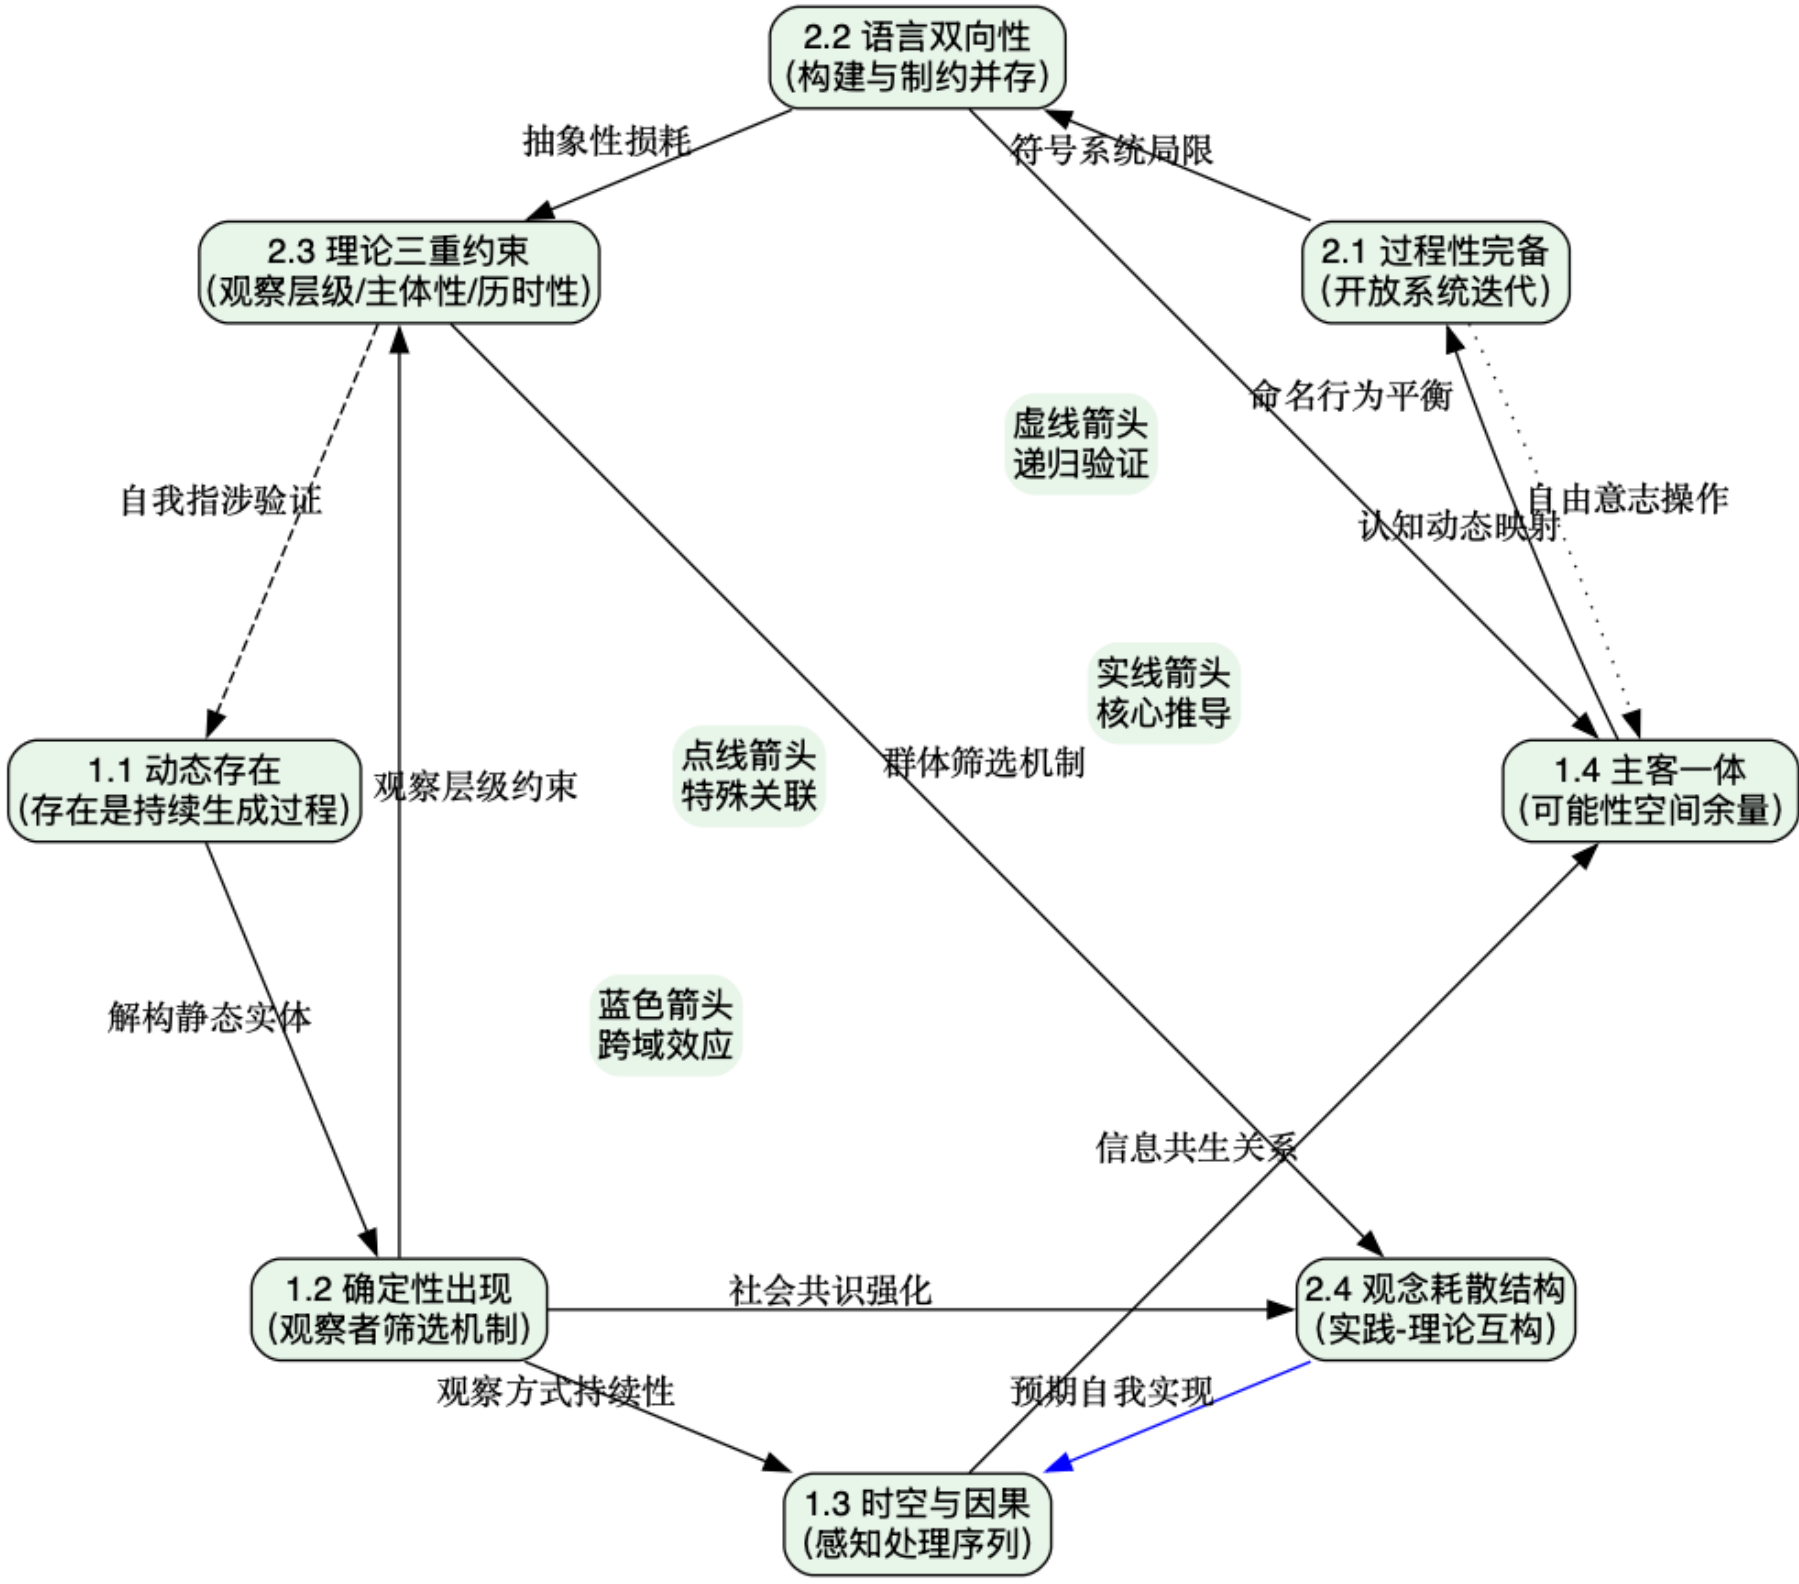 2.2 语言双向性
(构建与制约并存)
抽象性损耗
符号系统局限
2.3 理论三重约束
(观察层级/主体性/历时性)
2.1 过程性完备
(开放系统迭代)
命名行为平衡
虚线箭头
递归验证
自我指涉验证
自由意志操作
认知动态映射
实线箭头
核心推导
点线箭头
特殊关联
群体筛选机制
1.1 动态存在
(存在是持续生成过程)
观察层级约束
1.4 主客一体
(可能性空间余量)
解构静态实体
蓝色箭头
跨域效应
信息共生关系
1.2 确定性出现
(观察者筛选机制)
社会共识强化
2.4 观念耗散结构
(实践-理论互构)
观察方式持续性
预期自我实现
1.3 时空与因果
(感知处理序列)